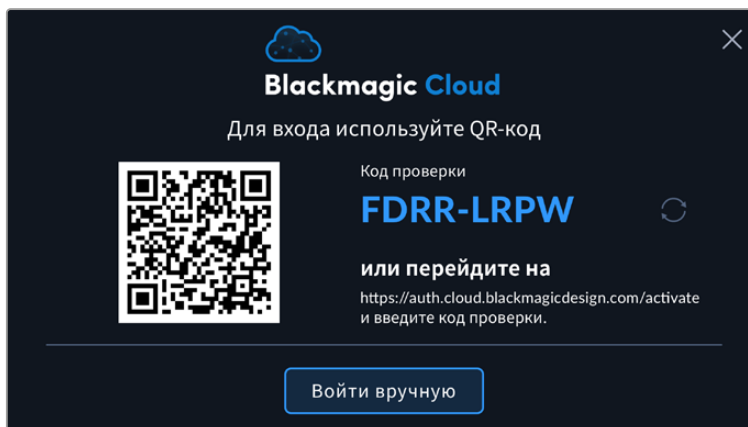 Blackmagic Cloud
Для входа используйте QR-код
Код проверки
FDRR-LRPW
или перейдите на
https://auth.cloud.blackmagicdesign.com/activate
и введите код проверки.
Войти вручную